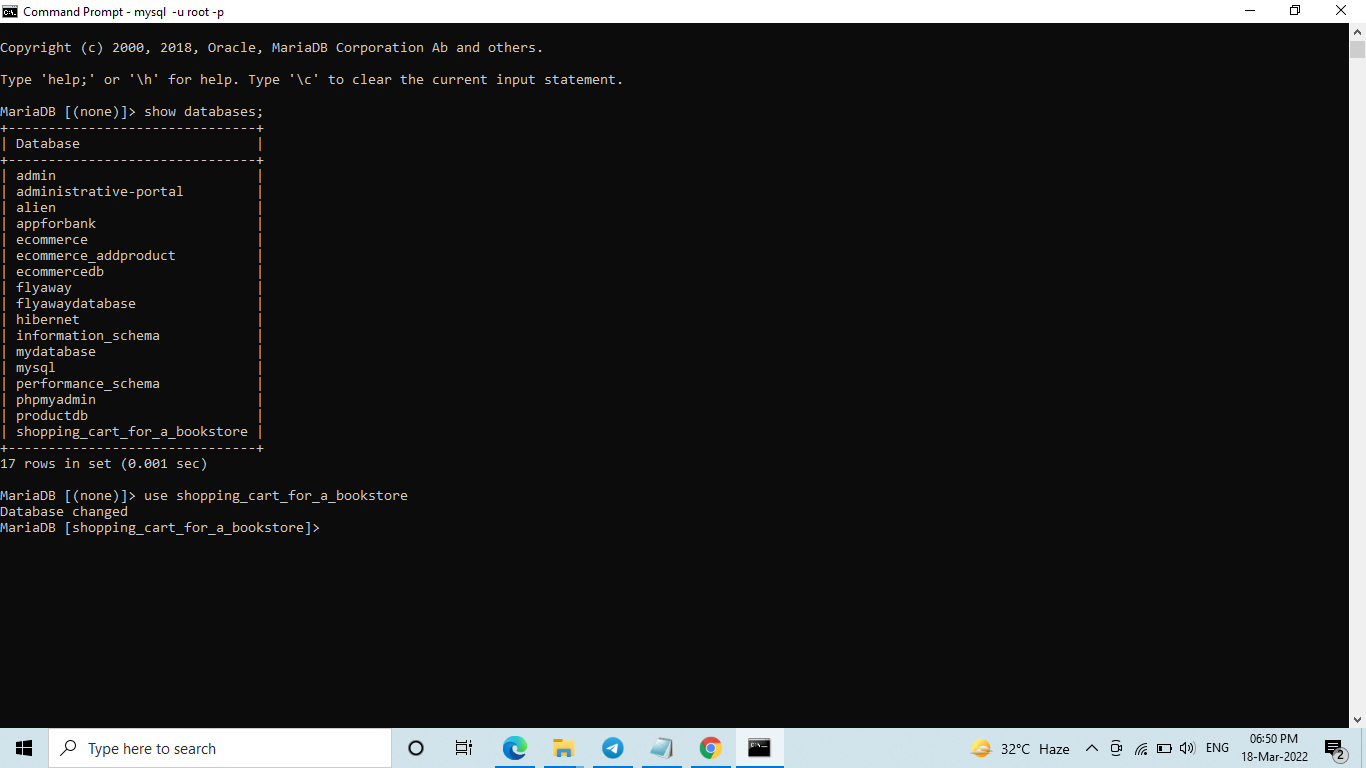 Command Prompt - mysql  -u root -p
Copyright (c) 2000, 2018, Oracle, MariaDB Corporation Ab and others.
Type 'help;' or '\h' for help. Type '\c' to clear the current input statement.
MariaDB [(none)]> show databases;
+-------------------------------+
| Database                      |
+-------------------------------+
| admin                         |
| administrative-portal         |
| alien                         |
| appforbank                    |
| ecommerce                     |
| ecommerce_addproduct          |
| ecommercedb                   |
| flyaway                       |
| flyawaydatabase               |
| hibernet                      |
| information_schema            |
| mydatabase                    |
| mysql                         |
| performance_schema            |
| phpmyadmin                    |
| productdb                     |
| shopping_cart_for_a_bookstore |
+-------------------------------+
17 rows in set (0.001 sec)
MariaDB [(none)]> use shopping_cart_for_a_bookstore
Database changed
MariaDB [shopping_cart_for_a_bookstore]>
Type here to search
32°C Haze
ENG
06:50 PM
18-Mar-2022
2